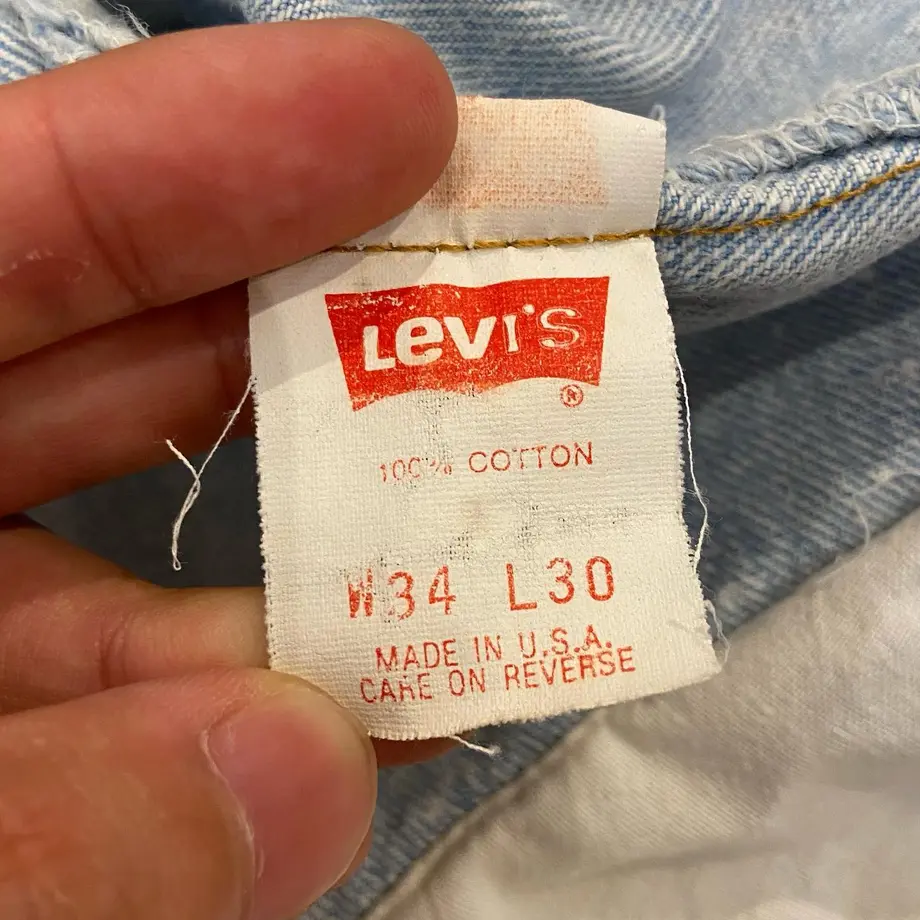 Levi's
®
100% COTTON
W34 L30
MADE IN U.S.A.
CARE ON REVERSE